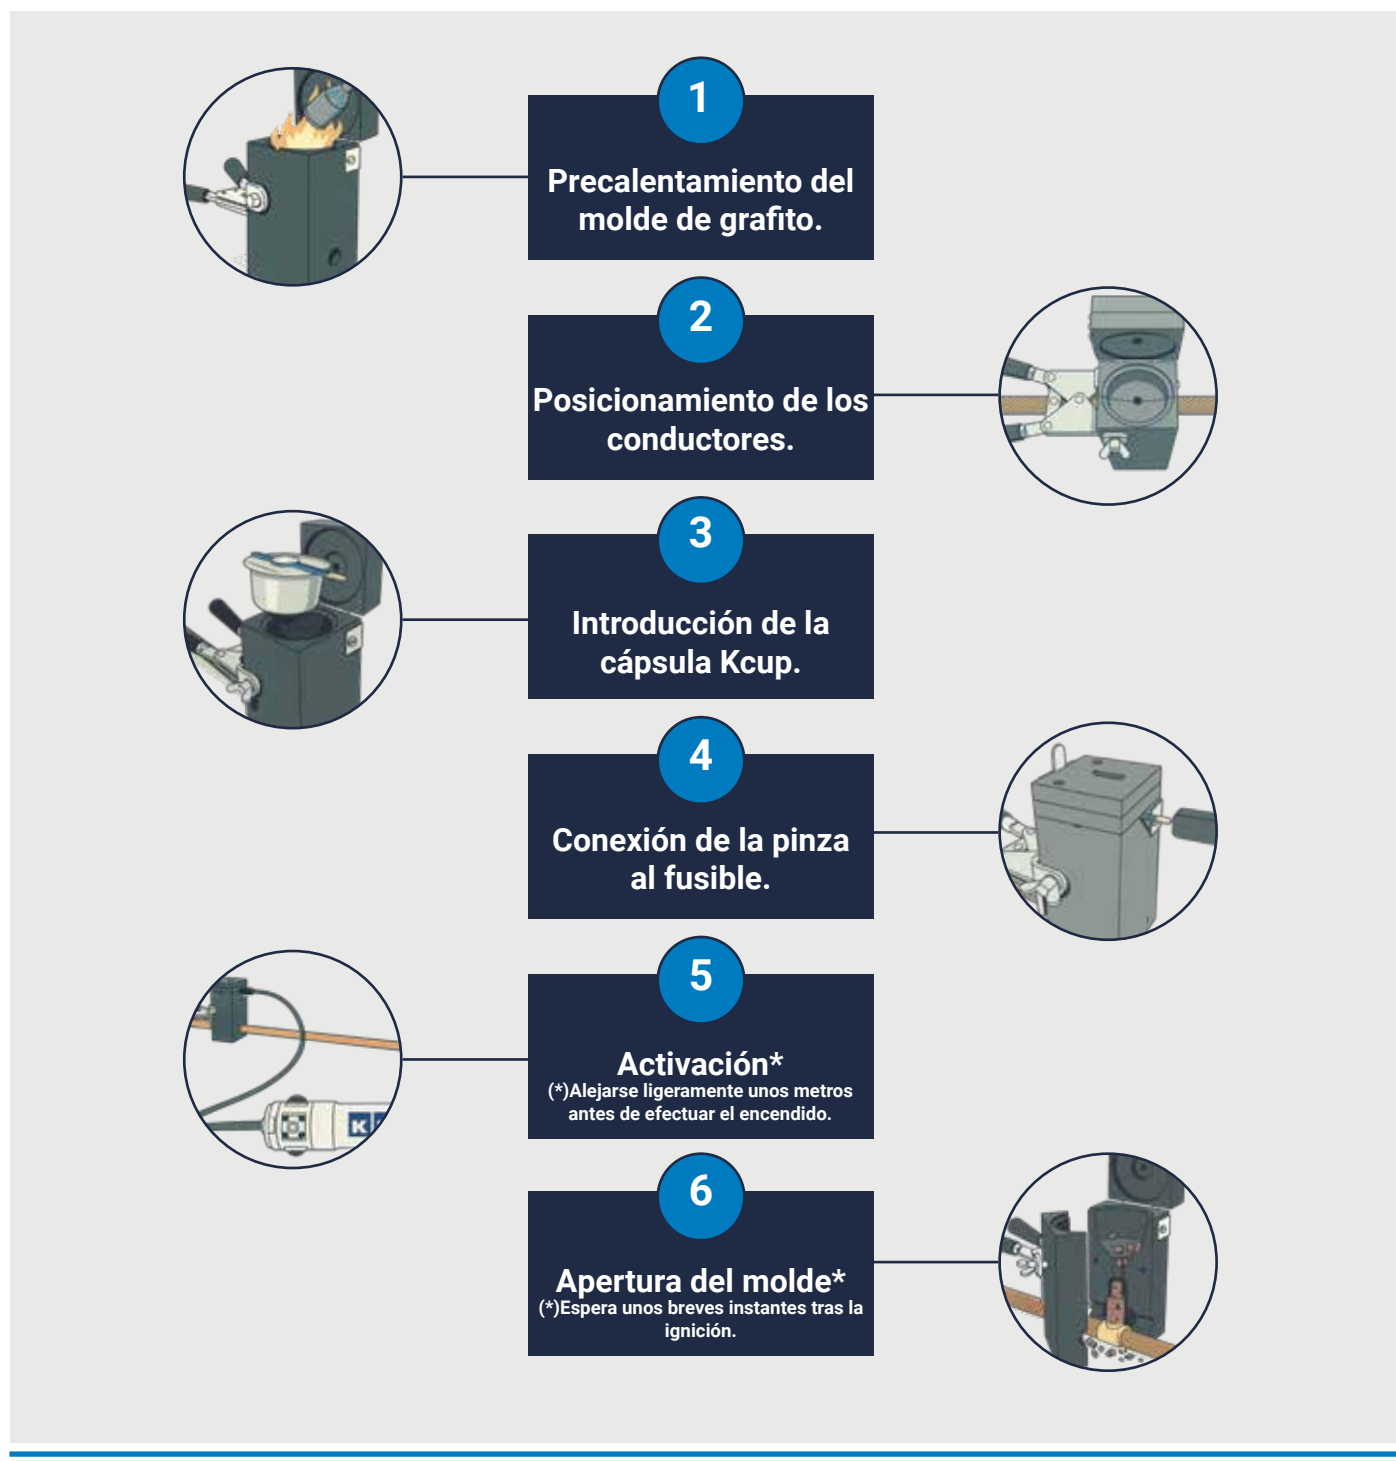 1
Precalentamiento del
molde de grafito.
2
Posicionamiento de los
conductores.
3
Introducción de la
cápsula Kcup.
4
Conexión de la pinza
al fusible.
5
Activación*
(*)Alejarse ligeramente unos metros
antes de efectuar el encendido.
K
6
Apertura del molde*
(*)Espera unos breves instantes tras la
ignición.